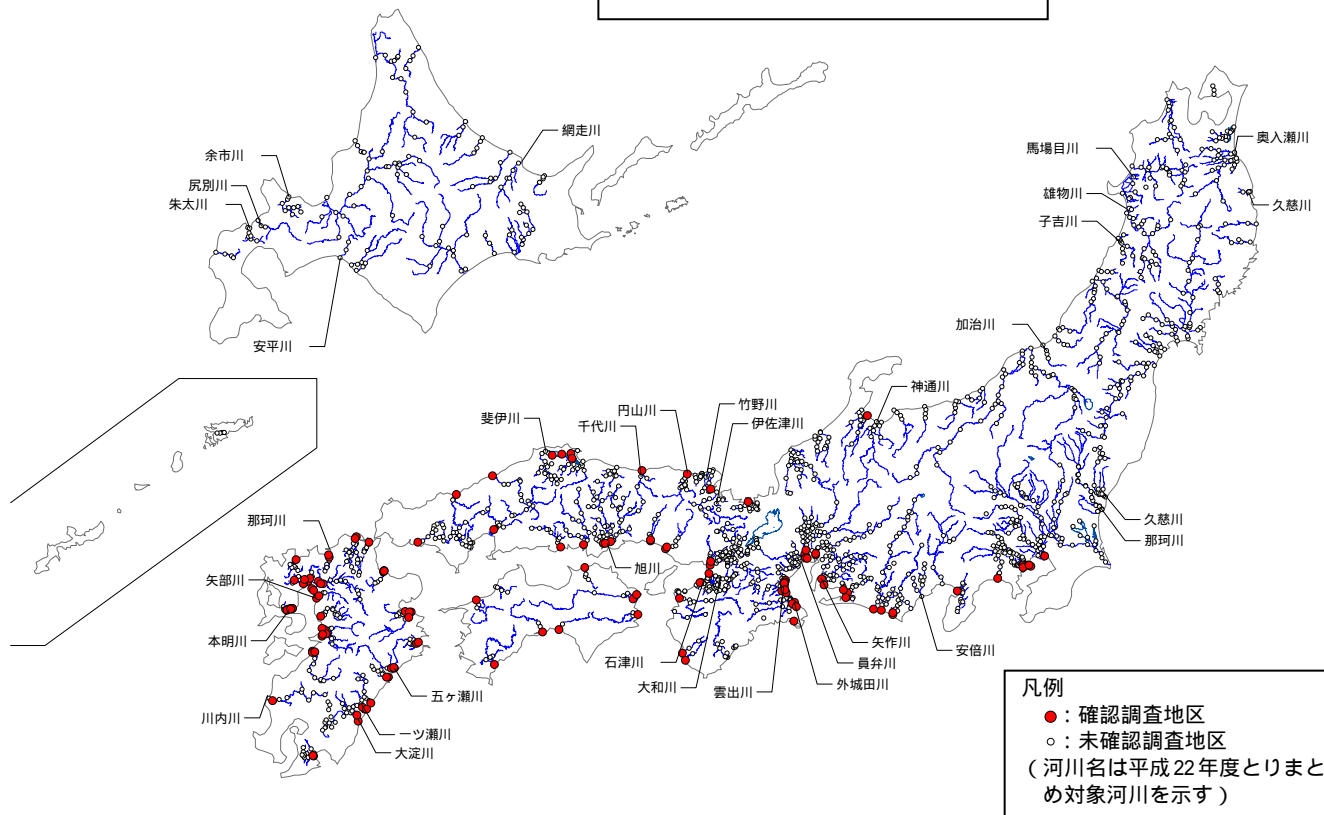 網走川
余市川
尻別川
朱太川
安平川
奥入瀬川
馬場目川
雄物川
久慈川
子吉川
加治川
神通川
竹野川
円山川
伊佐津川
斐伊川
千代川
久慈川
那珂川
那珂川
旭川
矢部川
本明川
矢作川
安倍川
石津川
員弁川
大和川
外城田川
雲出川
五ヶ瀬川
川内川
一ツ瀬川
大淀川
凡例
●:確認調査地区
○:未確認調査地区
(河川名は平成22年度とりまと
め対象河川を示す)